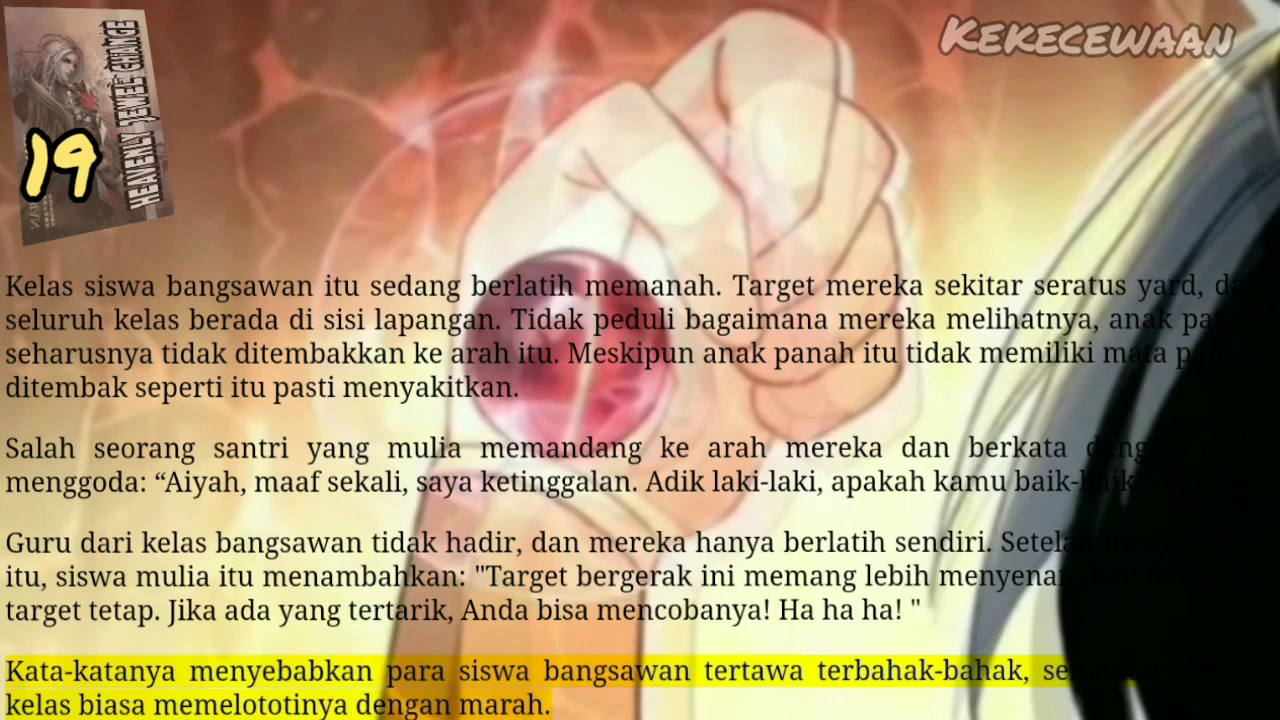 Kekecewaan
HEAVENLY JEWEL CHANGE
19
Kelas siswa bangsawan itu sedang berlatih memanah. Target mereka sekitar seratus yard,
seluruh kelas berada di sisi lapangan. Tidak peduli bagaimana mereka melihatnya, anak
seharusnya tidak ditembakkan ke arah itu. Meskipun anak panah itu tidak memiliki mata
ditembak seperti itu pasti menyakitkan.
Salah seorang santri yang mulia memandang ke arah mereka dan berkata
menggoda: “Aiyah, maaf sekali, saya ketinggalan. Adik laki-laki, apakah kamu baik-baik
Guru dari kelas bangsawan tidak hadir, dan mereka hanya berlatih sendiri. Setelah
itu, siswa mulia itu menambahkan: "Target bergerak ini memang lebih
target tetap. Jika ada yang tertarik, Anda bisa mencobanya! Ha ha ha! "
Kata-katanya menyebabkan para siswa bangsawan tertawa terbahak-bahak,
kelas biasa memelototinya dengan marah.